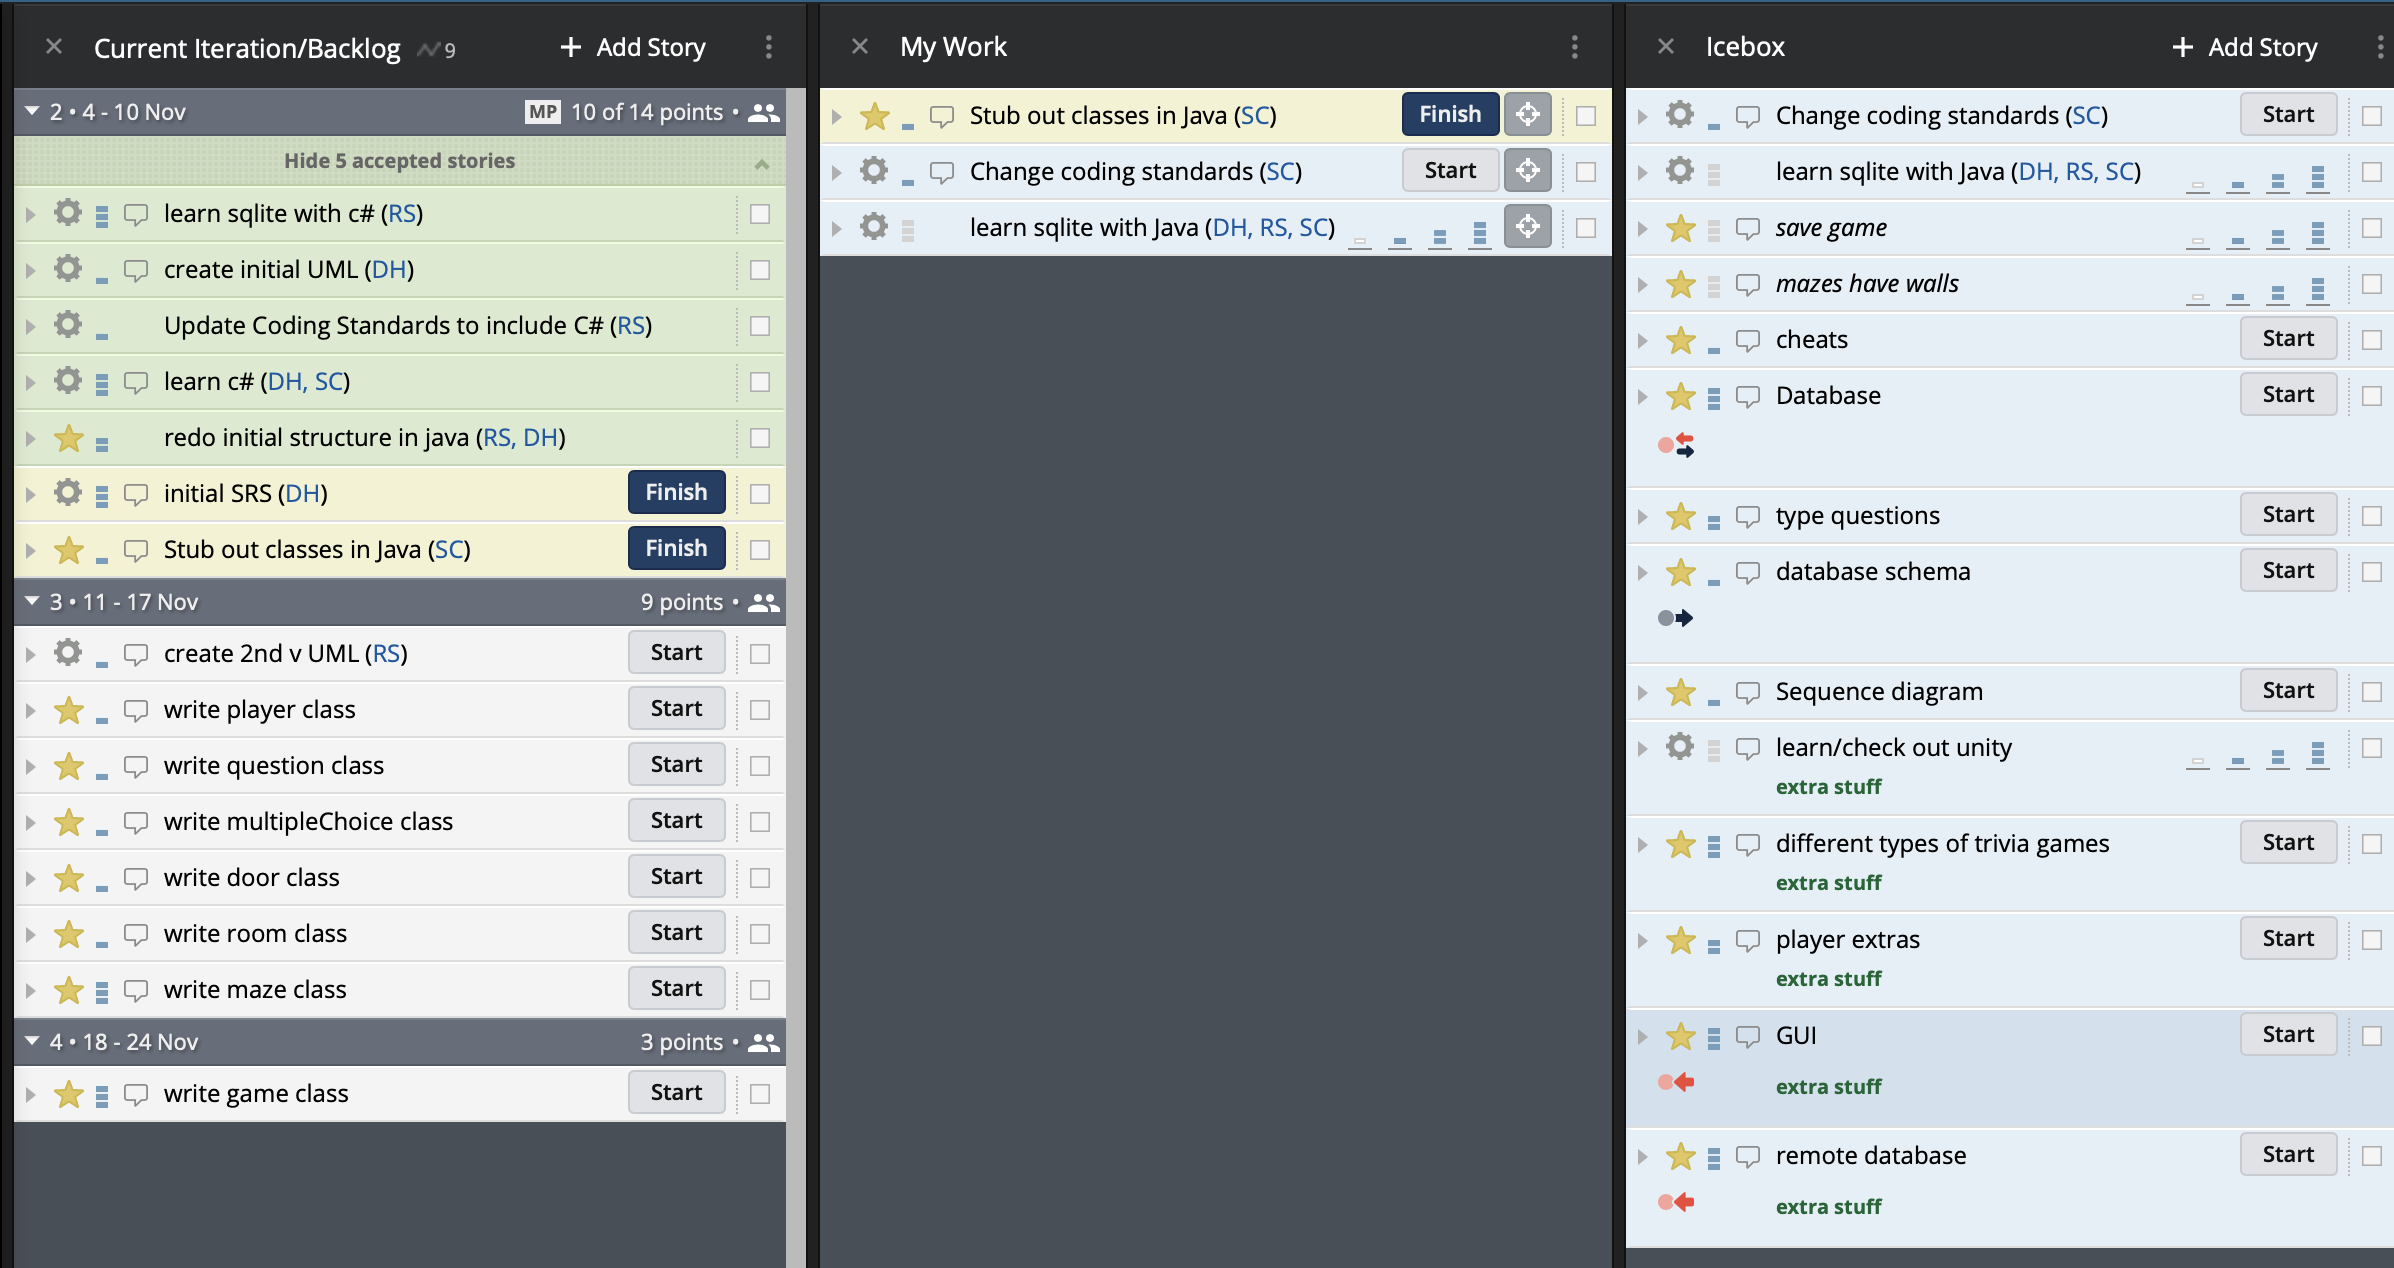 Current Iteration/Backlog 9 + Add Story
2 • 4 - 10 Nov MP 10 of 14 points •
Hide 5 accepted stories
learn sqlite with c# (RS)
create initial UML (DH)
Update Coding Standards to include C# (RS)
learn c# (DH, SC)
redo initial structure in java (RS, DH)
initial SRS (DH) Finish
Stub out classes in Java (SC) Finish
3 • 11 - 17 Nov 9 points •
create 2nd v UML (RS) Start
write player class Start
write question class Start
write multipleChoice class Start
write door class Start
write room class Start
write maze class Start
4 • 18 - 24 Nov 3 points •
write game class Start
My Work
Stub out classes in Java (SC) Finish
Change coding standards (SC) Start
learn sqlite with Java (DH, RS, SC)
Icebox + Add Story
Change coding standards (SC) Start
learn sqlite with Java (DH, RS, SC)
save game
mazes have walls
cheats Start
Database Start
type questions Start
database schema Start
Sequence diagram Start
learn/check out unity
extra stuff
different types of trivia games Start
extra stuff
player extras Start
extra stuff
GUI Start
extra stuff
remote database Start
extra stuff